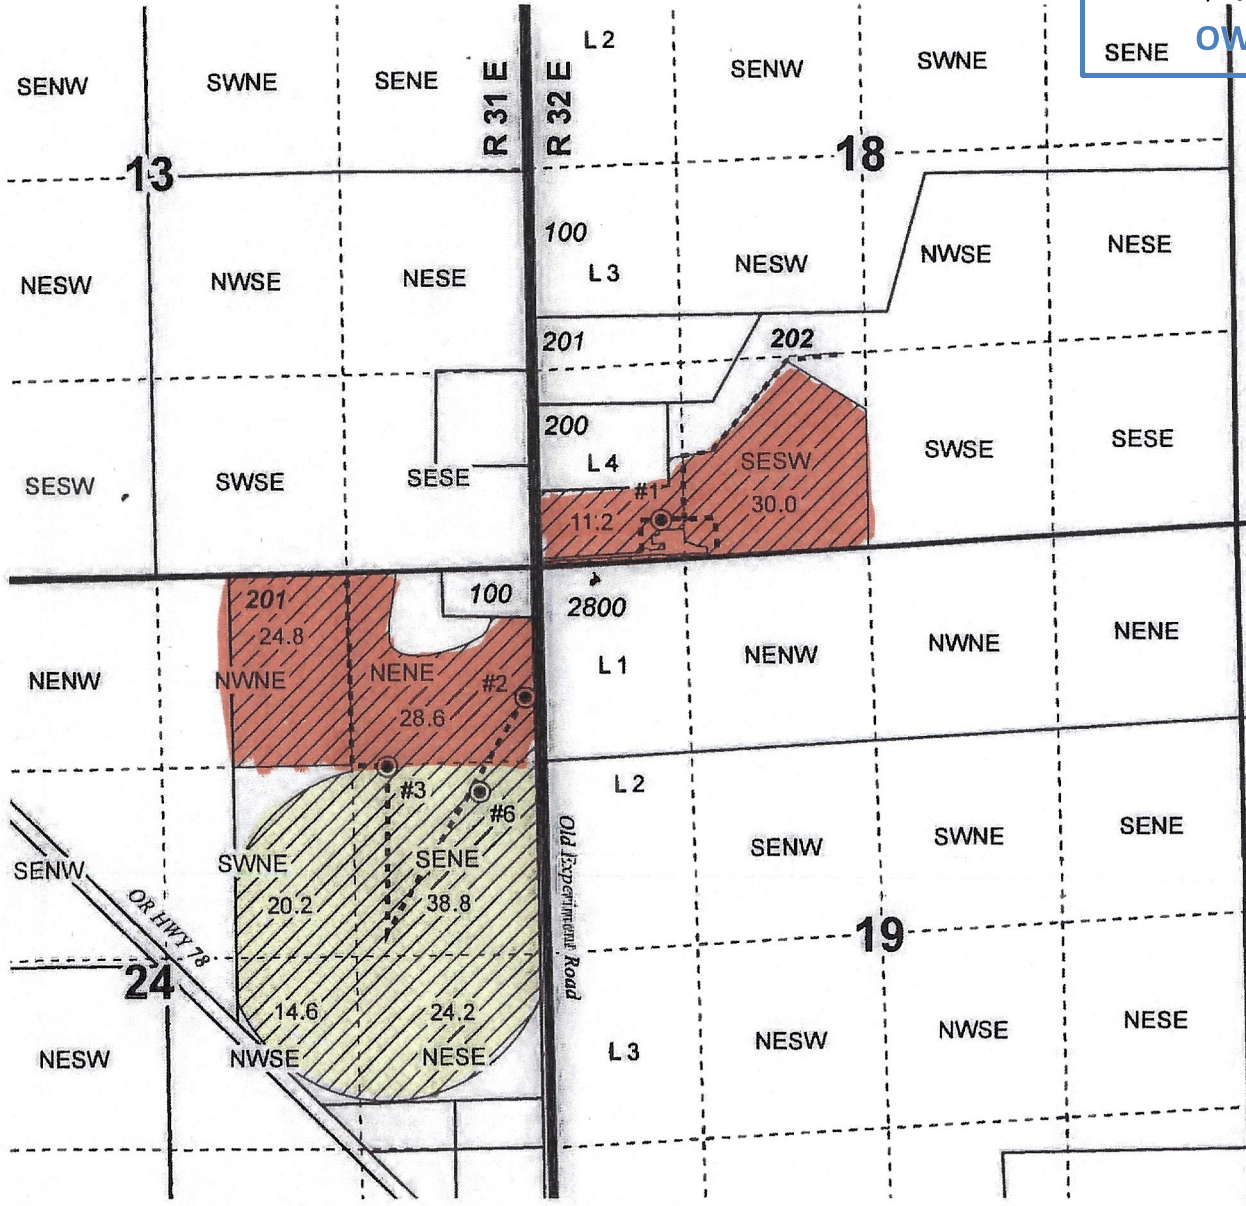 L 2
SENW
SWNE
SENE
OW
SENW
SWNE
SENE
R 31 E
R 32 E
13
18
100
L 3
NESW
NWSE
NESE
NESW
NWSE
NESE
201
202
200
L 4
SESW
30.0
SWSE
SESE
SESW
SWSE
SESE
#1
11.2
201
24.8
100
2800
NENW
NWNE
NENE
28.6
#2
L 1
NENW
NWNE
NENE
#3
#6
L 2
SENW
SWNE
SENE
SENW
SWNE
20.2
SENE
38.8
OR HWY 78
Old Experiment Road
19
24
14.6
24.2
NESW
NWSE
NESE
L 3
NESW
NWSE
NESE